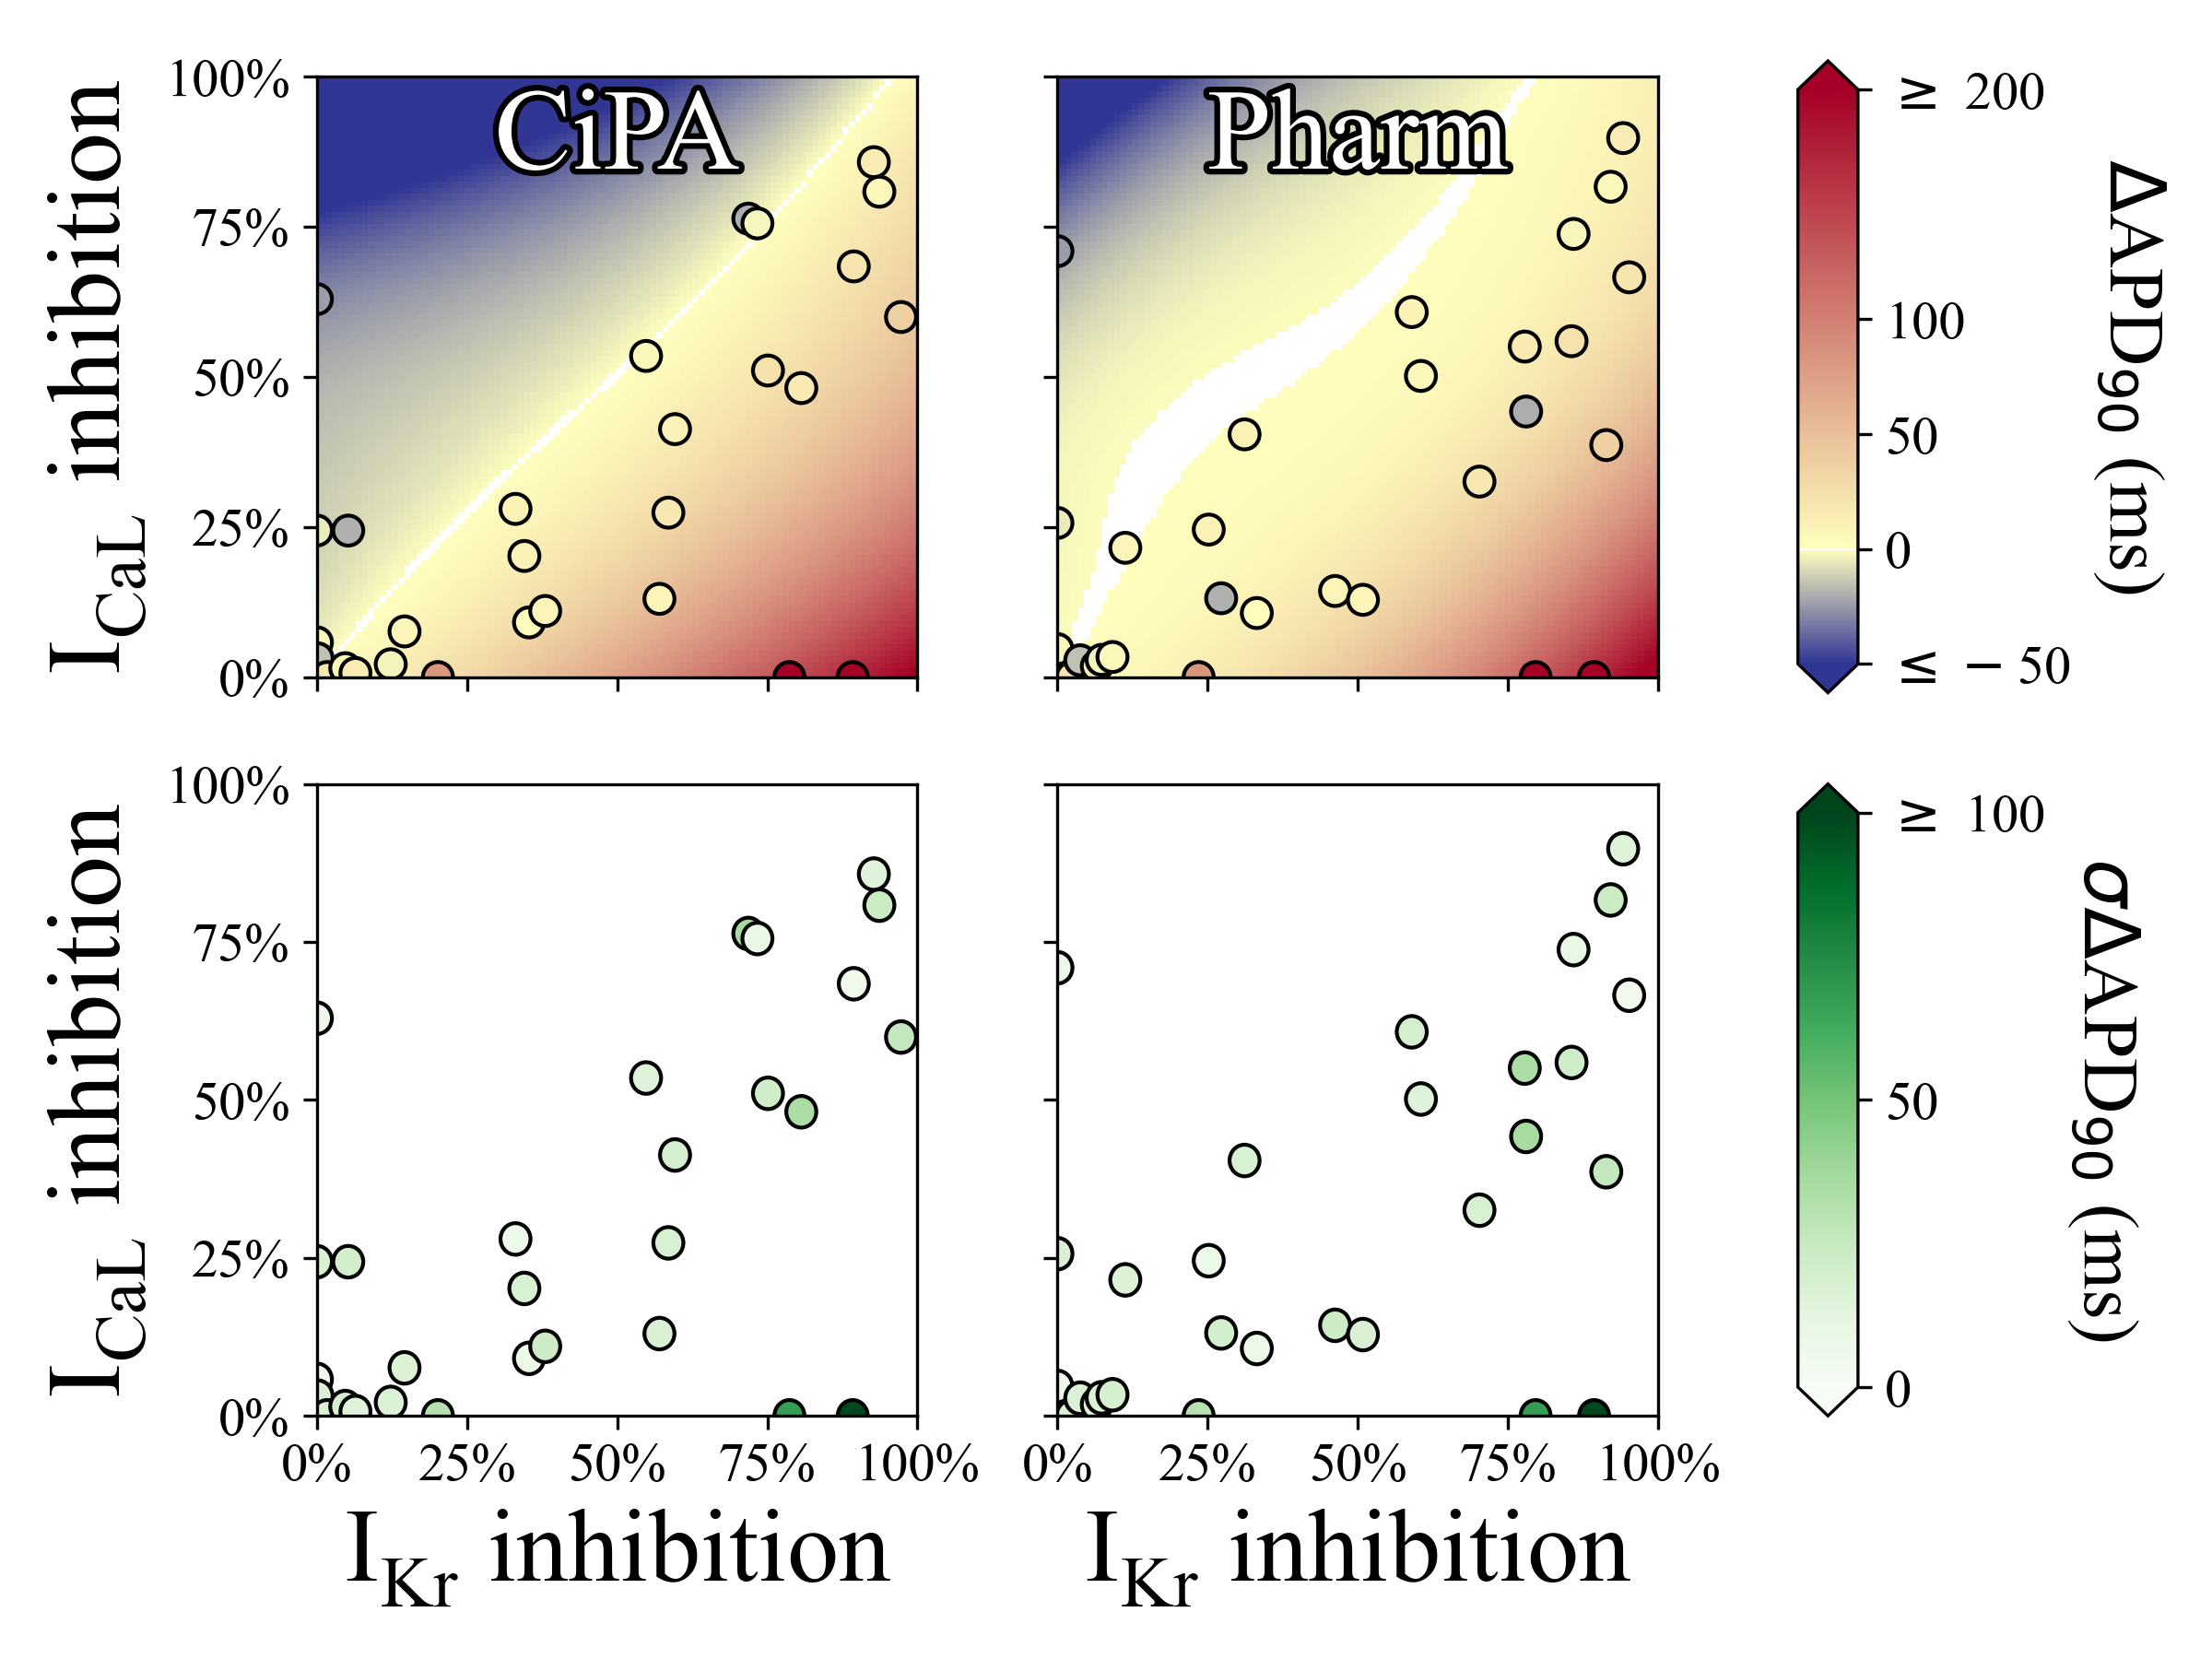 CiPA
Pharm
I_CaL inhibition
100%
75%
50%
25%
0%
≥ 200
100
50
0
≤ − 50
ΔAPD90 (ms)
I_CaL inhibition
100%
75%
50%
25%
0%
0% 25% 50% 75% 100%
I_Kr inhibition
0% 25% 50% 75% 100%
I_Kr inhibition
≥ 100
50
0
σΔAPD90 (ms)